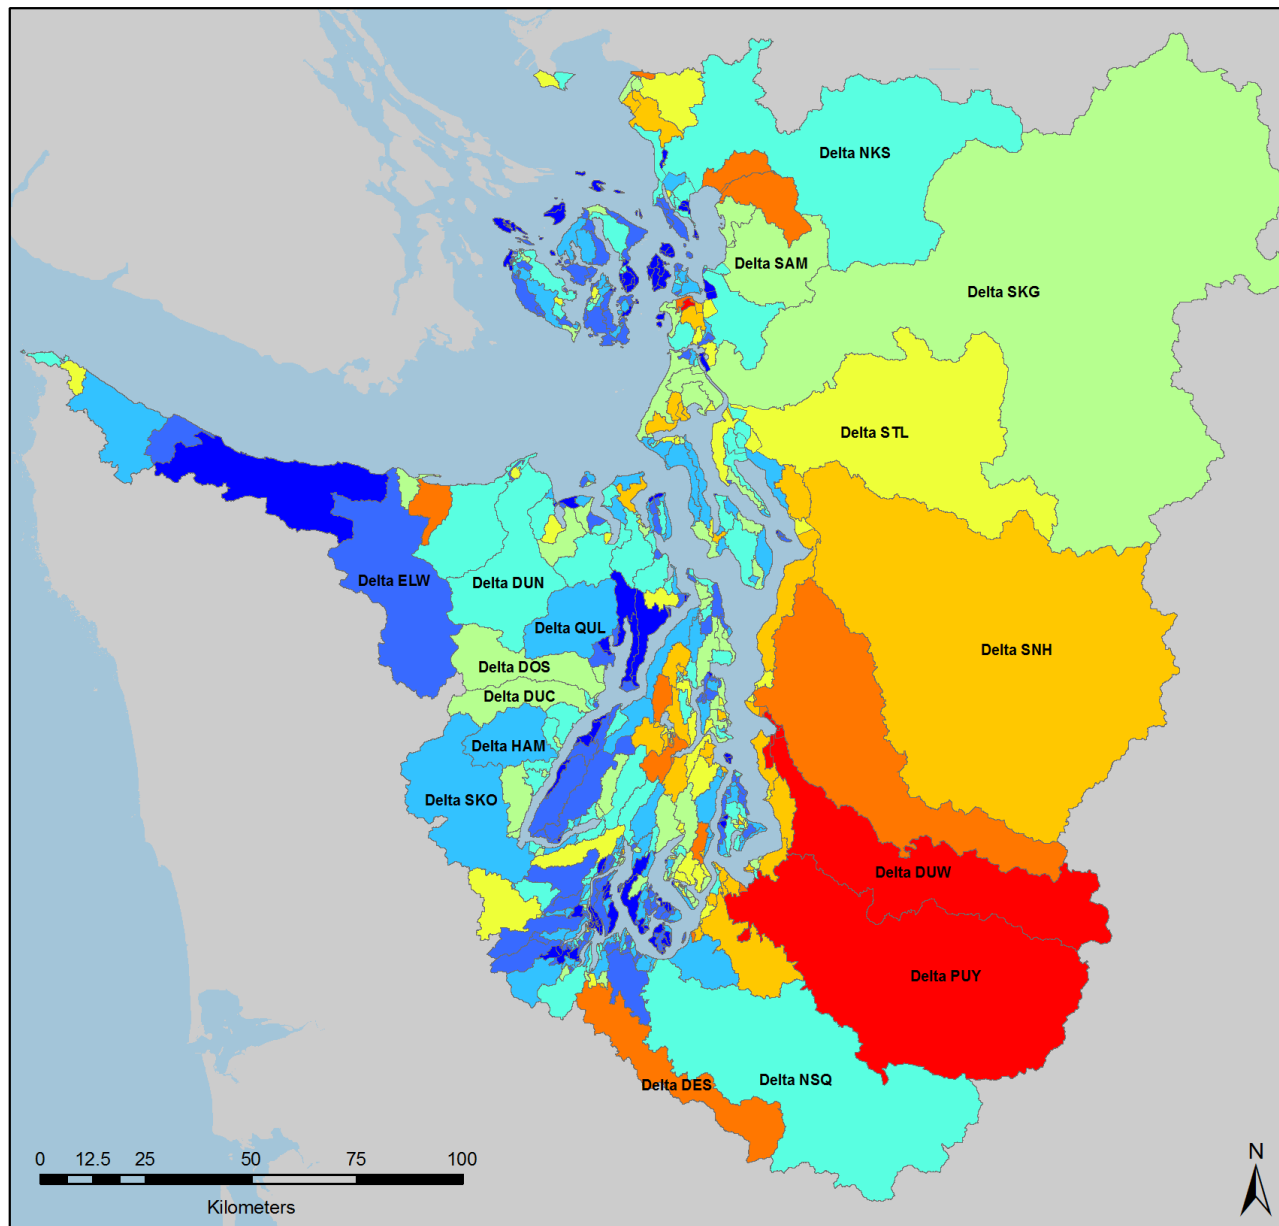 Delta NKS
Delta SAM
Delta SKG
Delta STL
Delta ELW
Delta DUN
Delta QUL
Delta SNH
Delta DOS
Delta DUC
Delta HAM
Delta SKO
Delta DUW
Delta PUY
Delta DES
Delta NSQ
0 12.5 25 50 75 100
Kilometers
N